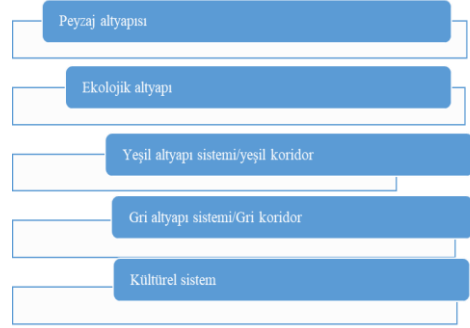 Peyzaj altyapısı
Ekolojik altyapı
Yeşil altyapı sistemi/yeşil koridor
Gri altyapı sistemi/Gri koridor
Kültürel sistem